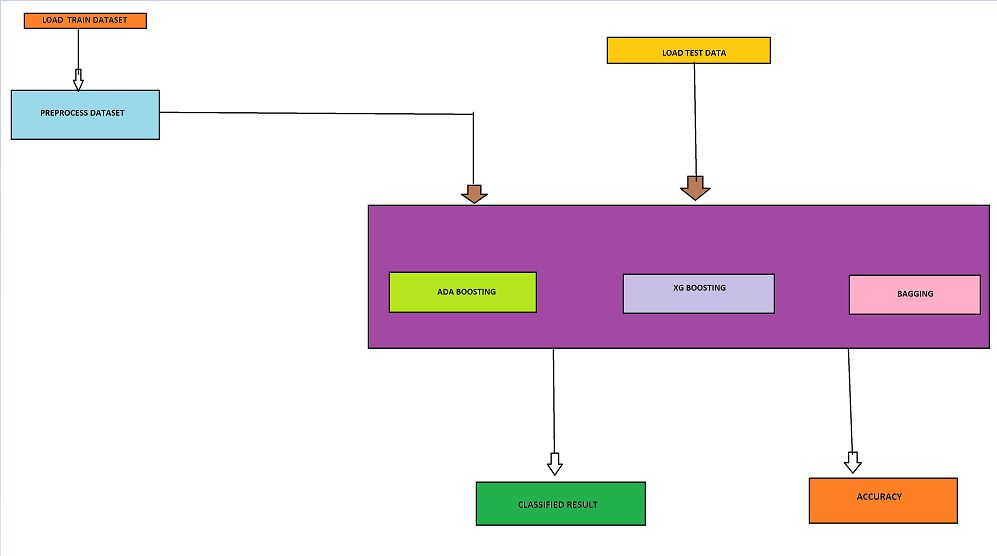 LOAD  TRAIN DATASET
LOAD TEST DATA
PREPROCESS DATASET
ADA BOOSTING
XG BOOSTING
BAGGING
CLASSIFIED RESULT
ACCURACY